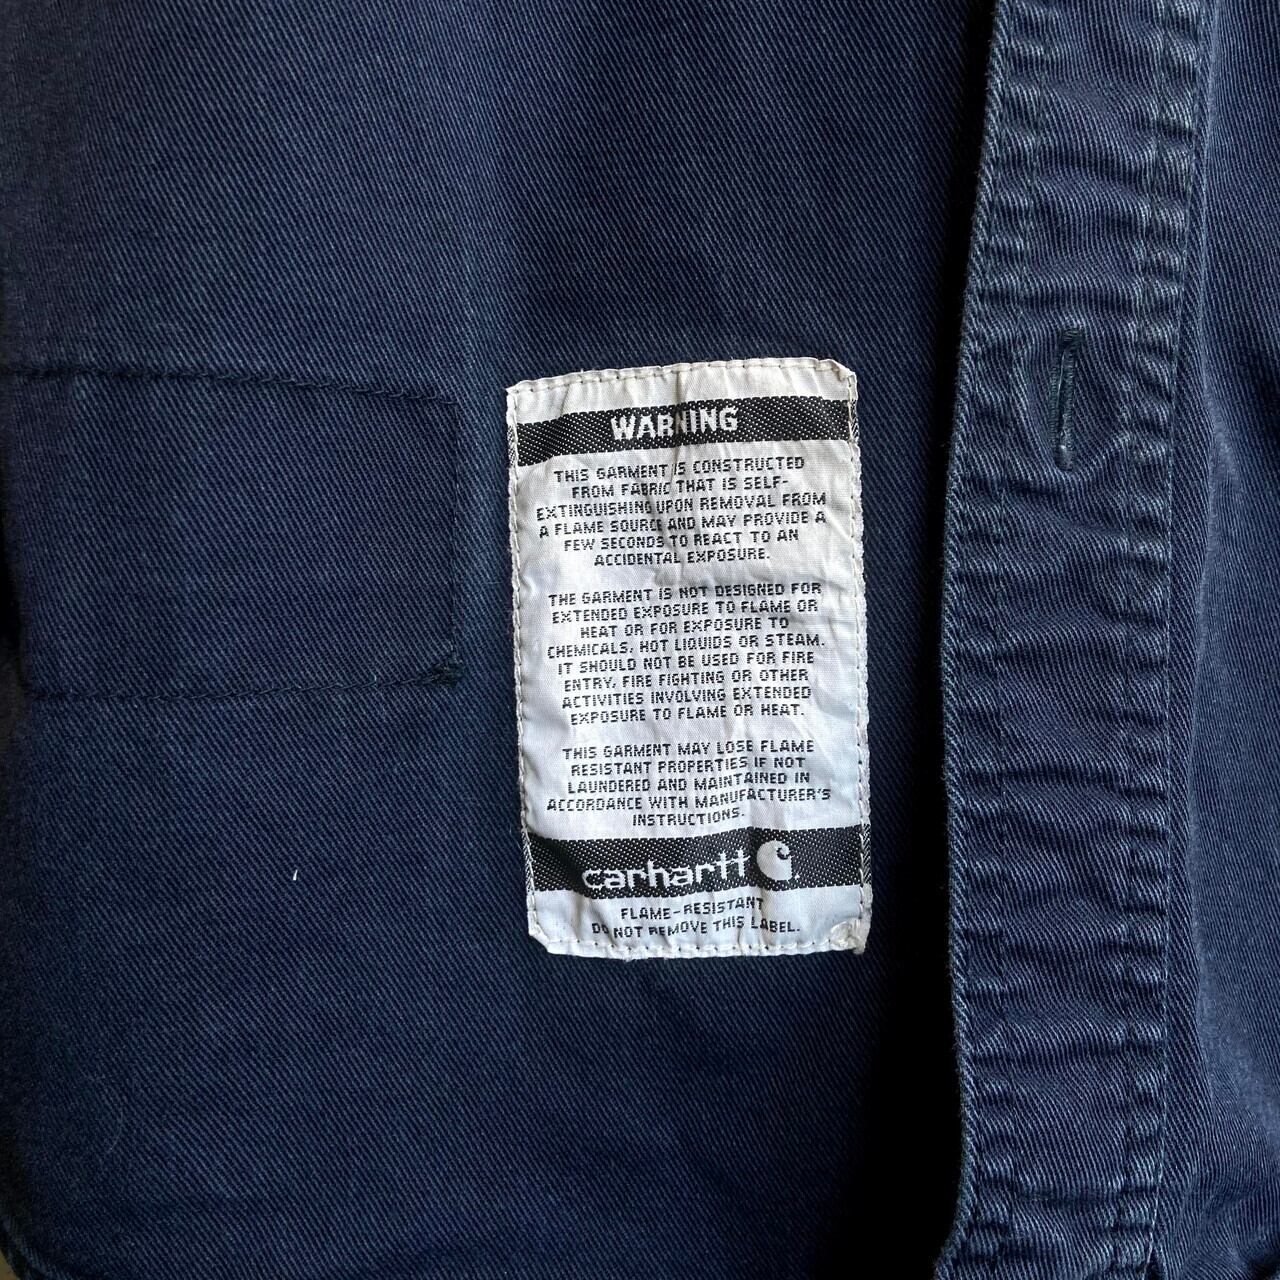 WARNING
THIS GARMENT IS CONSTRUCTED
FROM FABRIC THAT IS SELF-
EXTINGUISHING UPON REMOVAL FROM
A FLAME SOURCE AND MAY PROVIDE A
FEW SECONDS TO REACT TO AN
ACCIDENTAL EXPOSURE.
THE GARMENT IS NOT DESIGNED FOR
EXTENDED EXPOSURE TO FLAME OR
HEAT OR FOR EXPOSURE TO
CHEMICALS, HOT LIQUIDS OR STEAM.
IT SHOULD NOT BE USED FOR FIRE
ENTRY, FIRE FIGHTING OR OTHER
ACTIVITIES INVOLVING EXTENDED
EXPOSURE TO FLAME OR HEAT.
THIS GARMENT MAY LOSE FLAME
RESISTANT PROPERTIES IF NOT
LAUNDERED AND MAINTAINED IN
ACCORDANCE WITH MANUFACTURER'S
INSTRUCTIONS.
carhartt
FLAME-RESISTANT
DO NOT REMOVE THIS LABEL.